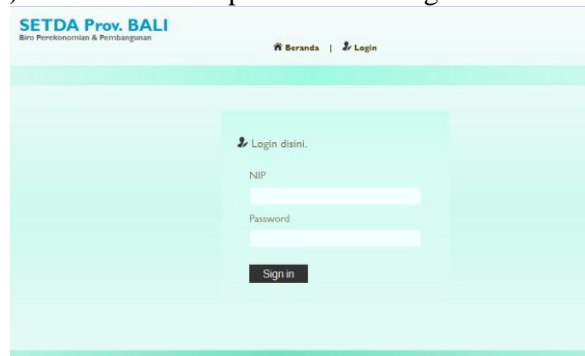 SETDA Prov. BALI
Biro Perekonomian & Pembangunan
Beranda | Login
Login disini.
NIP
Password
Sign in